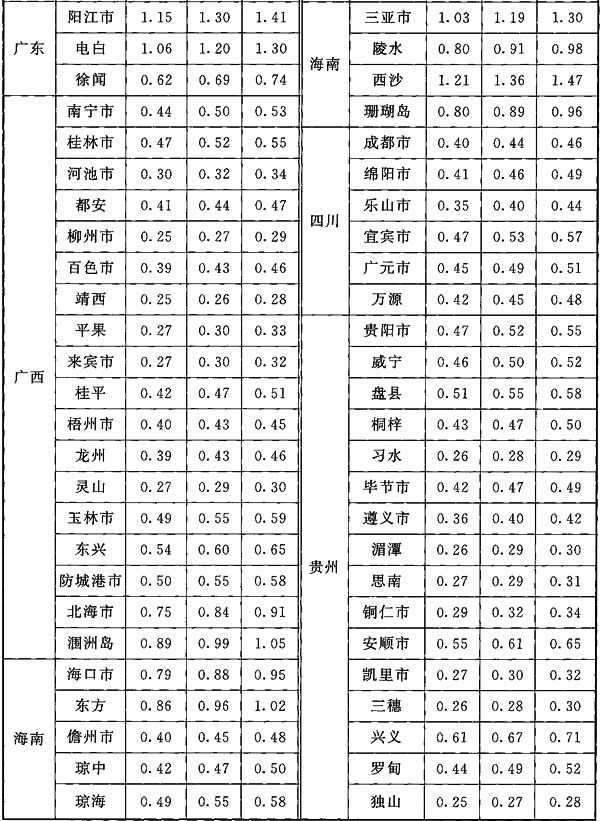 广东 阳江市 1.15 1.30 1.41
电白 1.06 1.20 1.30
徐闻 0.62 0.69 0.74
广西 南宁市 0.44 0.50 0.53
桂林市 0.47 0.52 0.55
河池市 0.30 0.32 0.34
都安 0.41 0.44 0.47
柳州市 0.25 0.27 0.29
百色市 0.39 0.43 0.46
靖西 0.25 0.26 0.28
平果 0.27 0.30 0.33
来宾市 0.27 0.30 0.32
桂平 0.42 0.47 0.51
梧州市 0.40 0.43 0.45
龙州 0.39 0.43 0.46
灵山 0.27 0.29 0.30
玉林市 0.49 0.55 0.59
东兴 0.54 0.60 0.65
防城港市 0.50 0.55 0.58
北海市 0.75 0.84 0.91
涠洲岛 0.89 0.99 1.05
海南 海口市 0.79 0.88 0.95
东方 0.86 0.96 1.02
儋州市 0.40 0.45 0.48
琼中 0.42 0.47 0.50
琼海 0.49 0.55 0.58
海南 三亚市 1.03 1.19 1.30
陵水 0.80 0.91 0.98
西沙 1.21 1.36 1.47
珊瑚岛 0.80 0.89 0.96
四川 成都市 0.40 0.44 0.46
绵阳市 0.41 0.46 0.49
乐山市 0.35 0.40 0.44
宜宾市 0.47 0.53 0.57
广元市 0.45 0.49 0.51
万源 0.42 0.45 0.48
贵州 贵阳市 0.47 0.52 0.55
威宁 0.46 0.50 0.52
盘县 0.51 0.55 0.58
桐梓 0.43 0.47 0.50
习水 0.26 0.28 0.29
毕节市 0.42 0.47 0.49
遵义市 0.36 0.40 0.42
湄潭 0.26 0.29 0.30
思南 0.27 0.29 0.31
铜仁市 0.29 0.32 0.34
安顺市 0.55 0.61 0.65
凯里市 0.27 0.30 0.32
三穗 0.26 0.28 0.30
兴义 0.61 0.67 0.71
罗甸 0.44 0.49 0.52
独山 0.25 0.27 0.28